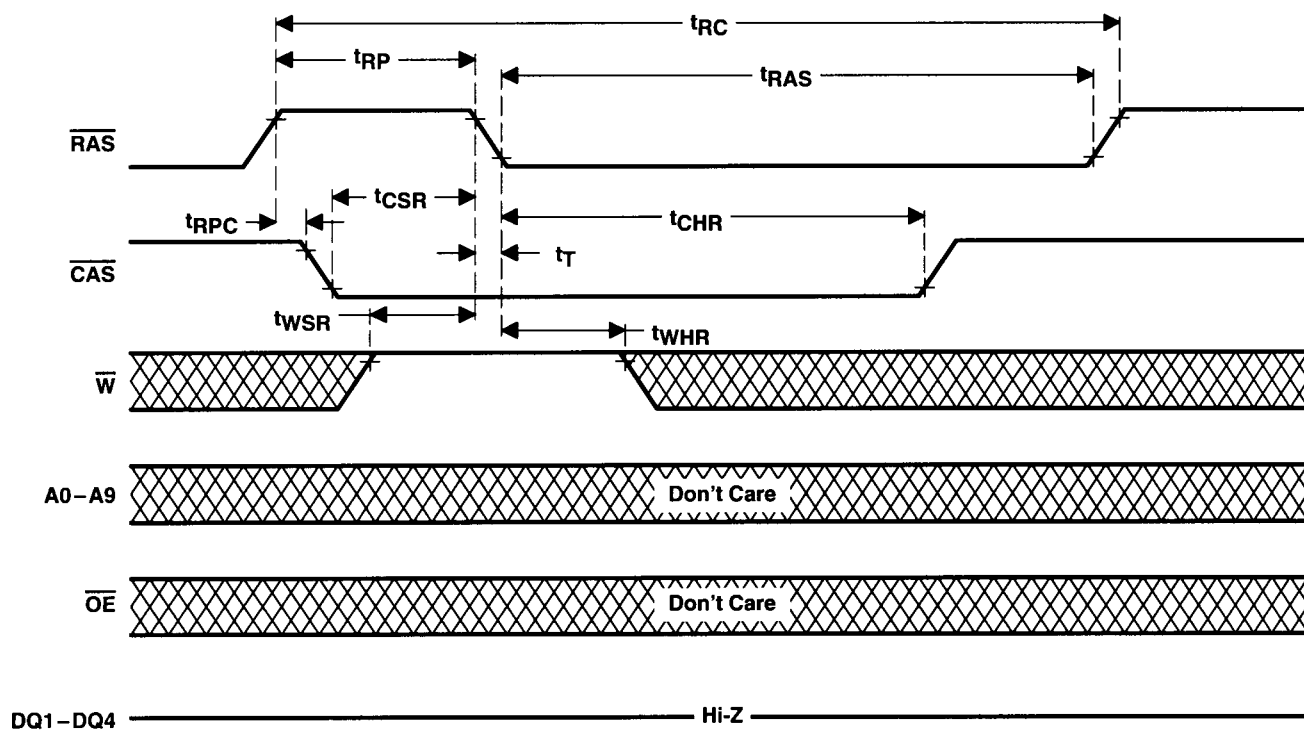 tRC
tRP
tRAS
RAS
tCSR
tRPC
tCHR
CAS
tT
tWSR
tWHR
W
A0–A9
Don't Care
OE
Don't Care
DQ1–DQ4
Hi-Z